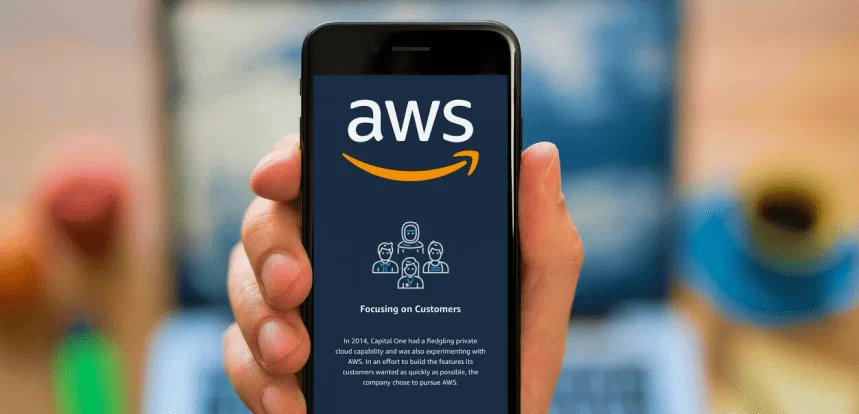 aws
Focusing on Customers
In 2014, Capital One had a fledgling private
cloud capability and was also experimenting with
AWS. In an effort to build the features its
customers wanted as quickly as possible, the
company chose to pursue AWS.